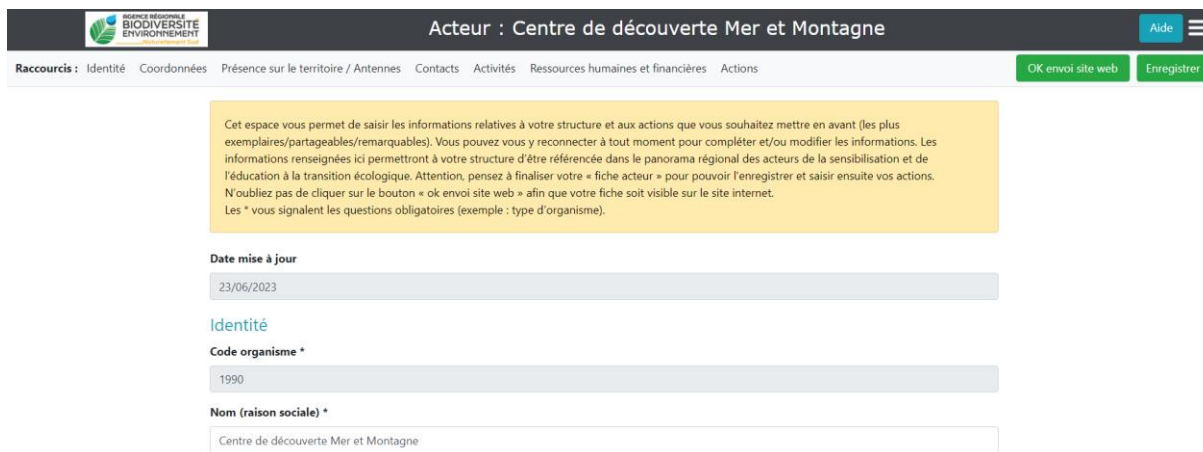 AGENCE RÉGIONALE
BIODIVERSITÉ
ENVIRONNEMENT
Naturellement Sud
Acteur : Centre de découverte Mer et Montagne
Aide
Raccourcis : Identité Coordonnées Présence sur le territoire / Antennes Contacts Activités Ressources humaines et financières Actions
OK envoi site web
Enregistrer
Cet espace vous permet de saisir les informations relatives à votre structure et aux actions que vous souhaitez mettre en avant (les plus
exemplaires/partageables/remarquables). Vous pouvez vous y reconnecter à tout moment pour compléter et/ou modifier les informations. Les
informations renseignées ici permettront à votre structure d'être référencée dans le panorama régional des acteurs de la sensibilisation et de
l'éducation à la transition écologique. Attention, pensez à finaliser votre « fiche acteur » pour pouvoir l'enregistrer et saisir ensuite vos actions.
N'oubliez pas de cliquer sur le bouton « ok envoi site web » afin que votre fiche soit visible sur le site internet.
Les * vous signalent les questions obligatoires (exemple : type d'organisme).
Date mise à jour
23/06/2023
Identité
Code organisme *
1990
Nom (raison sociale) *
Centre de découverte Mer et Montagne